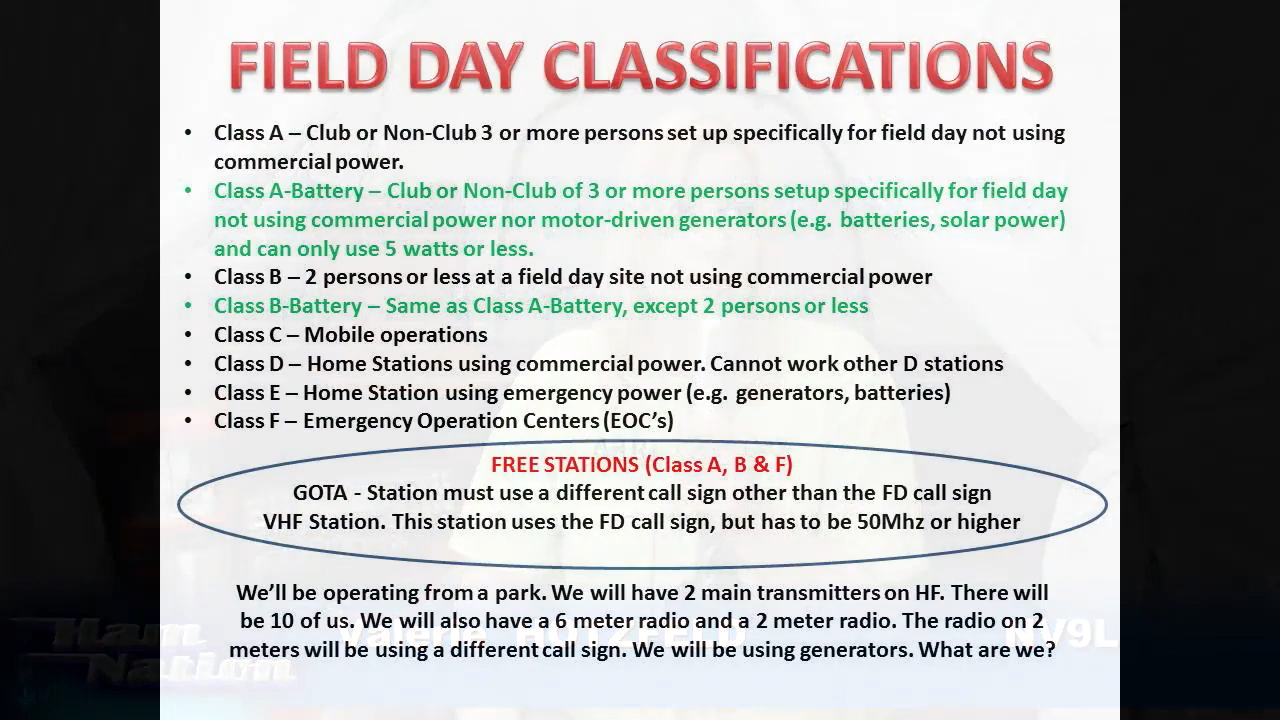 FIELD DAY CLASSIFICATIONS
• Class A – Club or Non-Club 3 or more persons set up specifically for field day not using
commercial power.
• Class A-Battery – Club or Non-Club of 3 or more persons setup specifically for field day
not using commercial power nor motor-driven generators (e.g. batteries, solar power)
and can only use 5 watts or less.
• Class B – 2 persons or less at a field day site not using commercial power
• Class B-Battery – Same as Class A-Battery, except 2 persons or less
• Class C – Mobile operations
• Class D – Home Stations using commercial power. Cannot work other D stations
• Class E – Home Station using emergency power (e.g. generators, batteries)
• Class F – Emergency Operation Centers (EOC's)
FREE STATIONS (Class A, B & F)
GOTA - Station must use a different call sign other than the FD call sign
VHF Station. This station uses the FD call sign, but has to be 50Mhz or higher
We'll be operating from a park. We will have 2 main transmitters on HF. There will
be 10 of us. We will also have a 6 meter radio and a 2 meter radio. The radio on 2
meters will be using a different call sign. We will be using generators. What are we?
Ham
Nation
Valerie HOTZFELD
NV9L